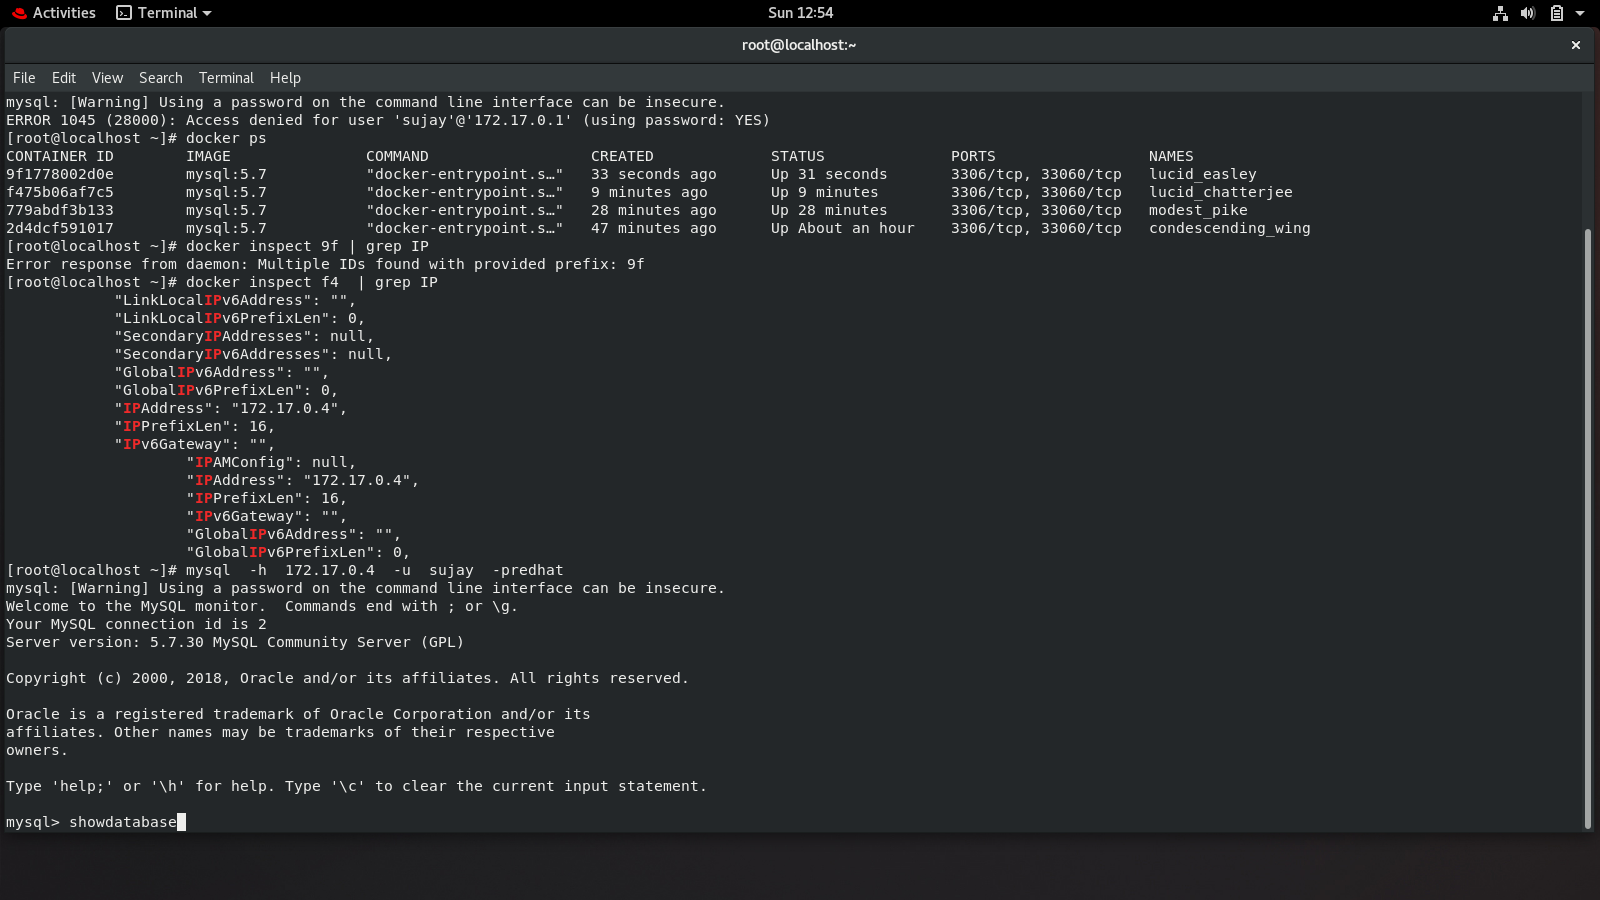 Activities Terminal Sun 12:54
root@localhost:~ ×
File Edit View Search Terminal Help
mysql: [Warning] Using a password on the command line interface can be insecure.
ERROR 1045 (28000): Access denied for user 'sujay'@'172.17.0.1' (using password: YES)
[root@localhost ~]# docker ps
CONTAINER ID        IMAGE               COMMAND                  CREATED             STATUS              PORTS                 NAMES
9f1778002d0e        mysql:5.7           "docker-entrypoint.s…"   33 seconds ago      Up 31 seconds       3306/tcp, 33060/tcp   lucid_easley
f475b06af7c5        mysql:5.7           "docker-entrypoint.s…"   9 minutes ago       Up 9 minutes        3306/tcp, 33060/tcp   lucid_chatterjee
779abdf3b133        mysql:5.7           "docker-entrypoint.s…"   28 minutes ago      Up 28 minutes       3306/tcp, 33060/tcp   modest_pike
2d4dcf591017        mysql:5.7           "docker-entrypoint.s…"   47 minutes ago      Up About an hour    3306/tcp, 33060/tcp   condescending_wing
[root@localhost ~]# docker inspect 9f | grep IP
Error response from daemon: Multiple IDs found with provided prefix: 9f
[root@localhost ~]# docker inspect f4  | grep IP
            "LinkLocalIPv6Address": "",
            "LinkLocalIPv6PrefixLen": 0,
            "SecondaryIPAddresses": null,
            "SecondaryIPv6Addresses": null,
            "GlobalIPv6Address": "",
            "GlobalIPv6PrefixLen": 0,
            "IPAddress": "172.17.0.4",
            "IPPrefixLen": 16,
            "IPv6Gateway": "",
                    "IPAMConfig": null,
                    "IPAddress": "172.17.0.4",
                    "IPPrefixLen": 16,
                    "IPv6Gateway": "",
                    "GlobalIPv6Address": "",
                    "GlobalIPv6PrefixLen": 0,
[root@localhost ~]# mysql  -h  172.17.0.4  -u  sujay  -predhat
mysql: [Warning] Using a password on the command line interface can be insecure.
Welcome to the MySQL monitor.  Commands end with ; or \g.
Your MySQL connection id is 2
Server version: 5.7.30 MySQL Community Server (GPL)
Copyright (c) 2000, 2018, Oracle and/or its affiliates. All rights reserved.
Oracle is a registered trademark of Oracle Corporation and/or its
affiliates. Other names may be trademarks of their respective
owners.
Type 'help;' or '\h' for help. Type '\c' to clear the current input statement.
mysql> showdatabase